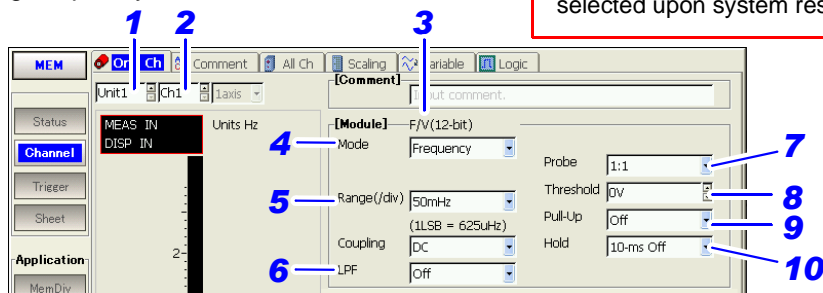 selected upon system res
1 2 3
MEM
One Ch Comment All Ch Scaling Variable Logic
Unit1 Ch1 1axis
[Comment] Input comment.
Status
Channel
Trigger
Sheet
Application
MemDiv
MEAS IN Units Hz
DISP IN
2
[Module] F/V(12-bit)
4 Mode Frequency
Probe 1:1 7
5 Range(/div) 50mHz
Threshold 0V 8
(1LSB = 625uHz)
Pull-Up Off 9
Coupling DC
Hold 10-ms Off 10
6 LPF Off